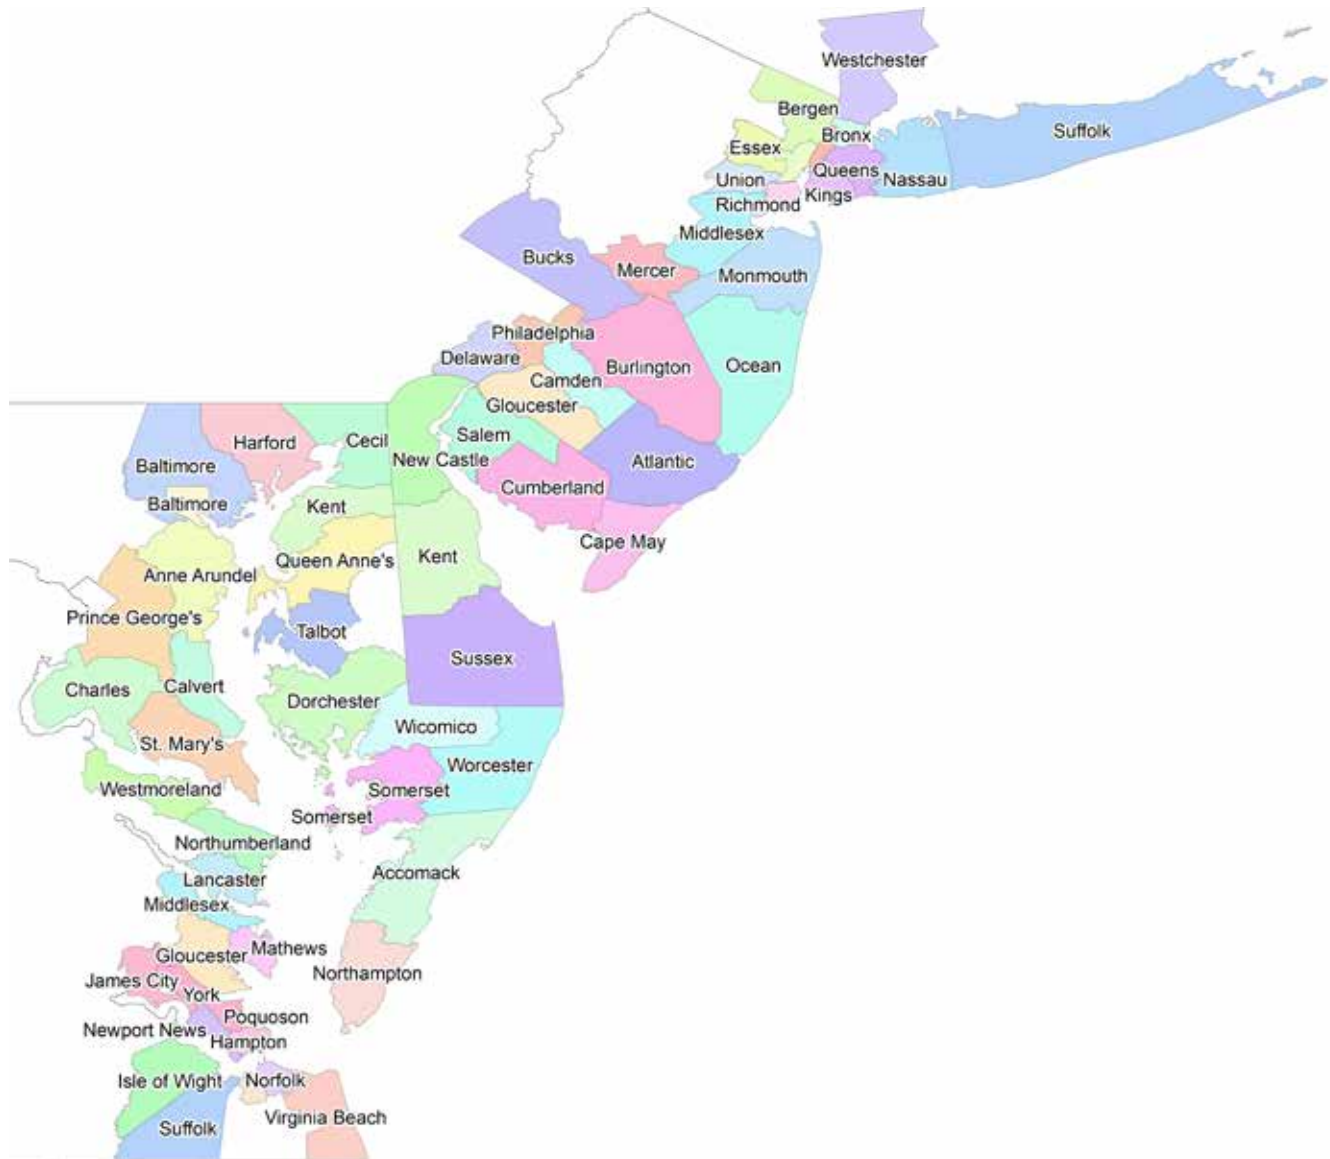 Westchester
Bergen
Suffolk
Bronx
Essex
Queens
Union
Nassau
Kings
Richmond
Middlesex
Bucks
Mercer
Monmouth
Philadelphia
Delaware
Burlington
Ocean
Camden
Gloucester
Salem
Harford
Cecil
New Castle
Atlantic
Baltimore
Cumberland
Baltimore
Kent
Cape May
Kent
Queen Anne's
Anne Arundel
Prince George's
Talbot
Sussex
Charles
Calvert
Dorchester
Wicomico
St. Mary's
Worcester
Westmoreland
Somerset
Somerset
Northumberland
Accomack
Lancaster
Middlesex
Mathews
Gloucester
Northampton
James City
York
Poquoson
Newport News
Hampton
Isle of Wight
Norfolk
Virginia Beach
Suffolk